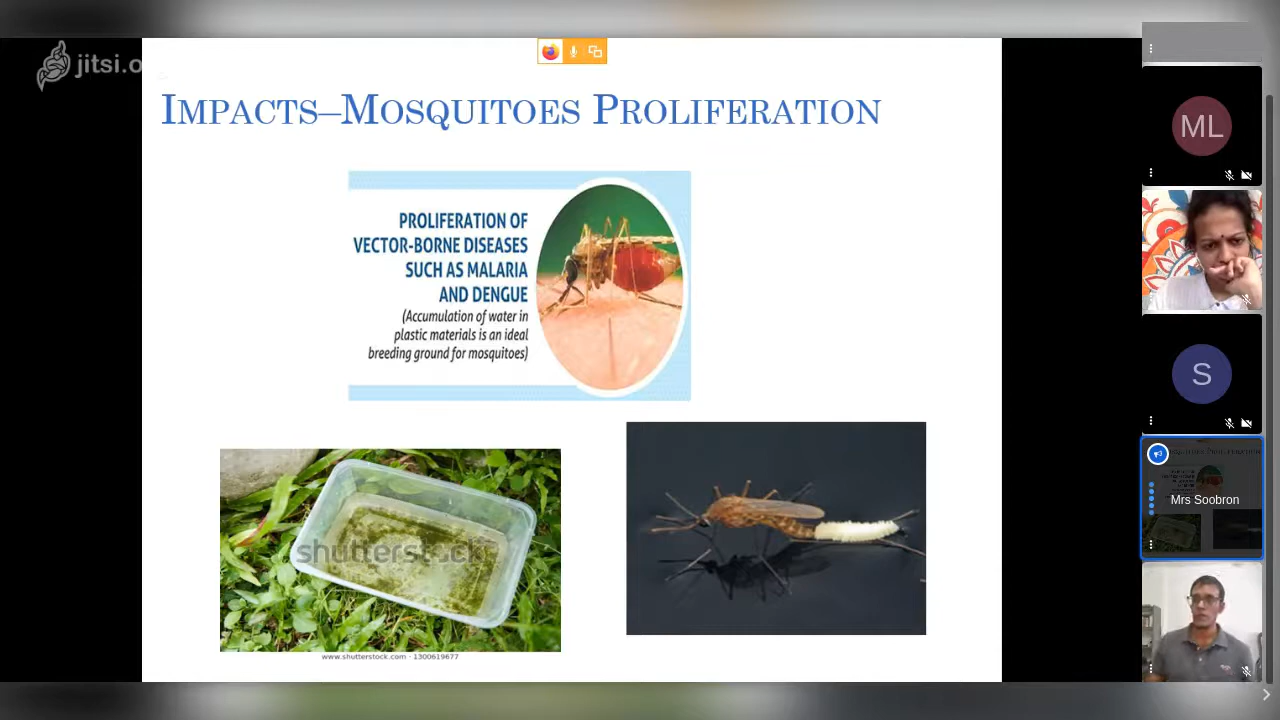 jitsi.o
IMPACTS–MOSQUITOES PROLIFERATION
PROLIFERATION OF
VECTOR-BORNE DISEASES
SUCH AS MALARIA
AND DENGUE
(Accumulation of water in
plastic materials is an ideal
breeding ground for mosquitoes)
shutterstock
www.shutterstock.com · 1300619677
ML
S
Mrs Soobron